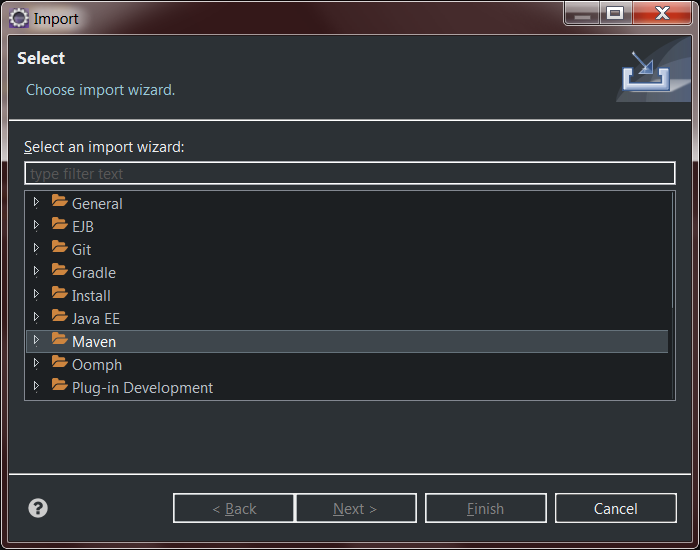 Import
Select
Choose import wizard.
Select an import wizard:
type filter text
General
EJB
Git
Gradle
Install
Java EE
Maven
Oomph
Plug-in Development
?
< Back
Next >
Finish
Cancel